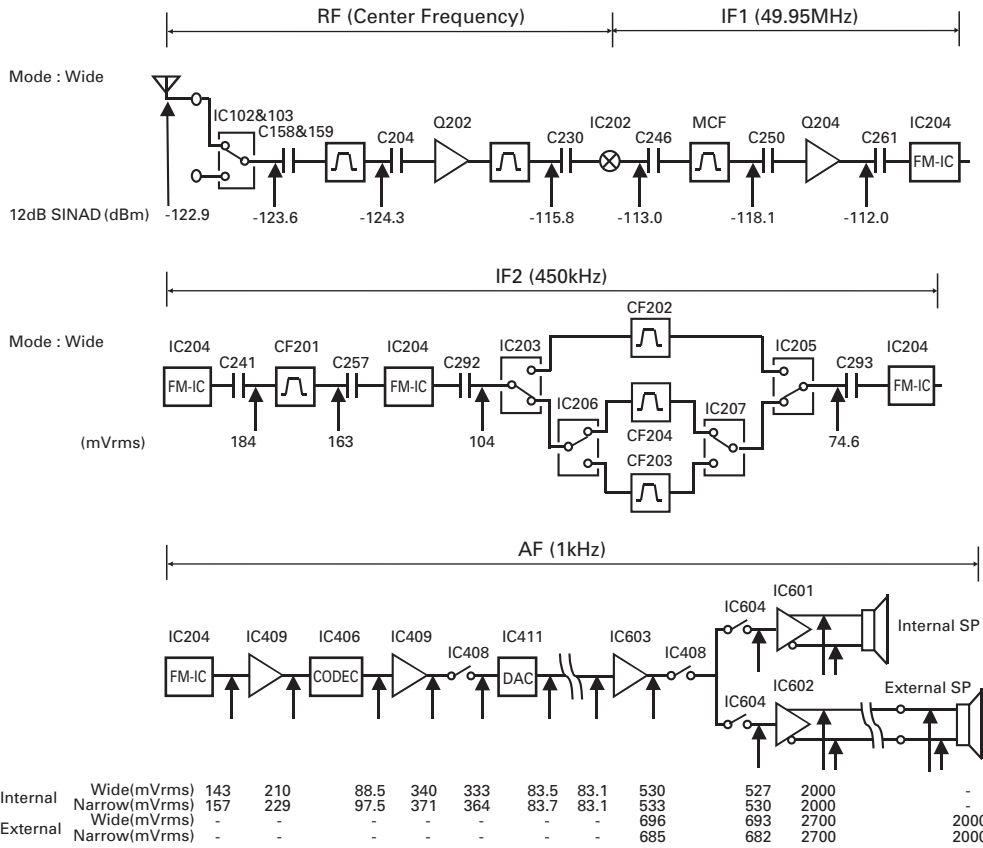 RF (Center Frequency) IF1 (49.95MHz)
Mode : Wide
IC102&103
C158&159 C204 Q202 C230 IC202 C246 MCF C250 Q204 C261 IC204
FM-IC
12dB SINAD (dBm) -122.9 -123.6 -124.3 -115.8 -113.0 -118.1 -112.0
IF2 (450kHz)
Mode : Wide
CF202
IC204 C241 CF201 C257 IC204 C292 IC203 IC205 C293 IC204
FM-IC FM-IC FM-IC
IC206 IC207
CF204
(mVrms) 184 163 104 74.6
CF203
AF (1kHz)
IC601
IC604
Internal SP
IC204 IC409 IC406 IC409 IC408 IC411 IC603 IC408
FM-IC CODEC DAC
IC602 External SP
IC604
Internal Wide(mVrms) 143 210 88.5 340 333 83.5 83.1 530 527 2000 -
Narrow(mVrms) 157 229 97.5 371 364 83.7 83.1 533 530 2000 -
External Wide(mVrms) - - - - - - - 696 693 2700 2000
Narrow(mVrms) - - - - - - - 685 682 2700 2000